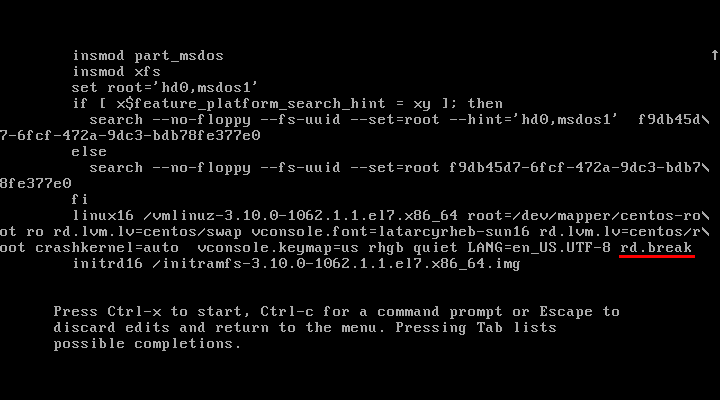 insmod part_msdos ↑
insmod xfs
set root='hd0,msdos1'
if [ x$feature_platform_search_hint = xy ]; then
search --no-floppy --fs-uuid --set=root --hint='hd0,msdos1'  f9db45d\
7-6fcf-472a-9dc3-bdb78fe377e0
else
search --no-floppy --fs-uuid --set=root f9db45d7-6fcf-472a-9dc3-bdb7\
8fe377e0
fi
linux16 /vmlinuz-3.10.0-1062.1.1.el7.x86_64 root=/dev/mapper/centos-ro\
ot ro rd.lvm.lv=centos/swap vconsole.font=latarcyrheb-sun16 rd.lvm.lv=centos/r\
oot crashkernel=auto  vconsole.keymap=us rhgb quiet LANG=en_US.UTF-8 rd.break
initrd16 /initramfs-3.10.0-1062.1.1.el7.x86_64.img
Press Ctrl-x to start, Ctrl-c for a command prompt or Escape to
discard edits and return to the menu. Pressing Tab lists
possible completions.